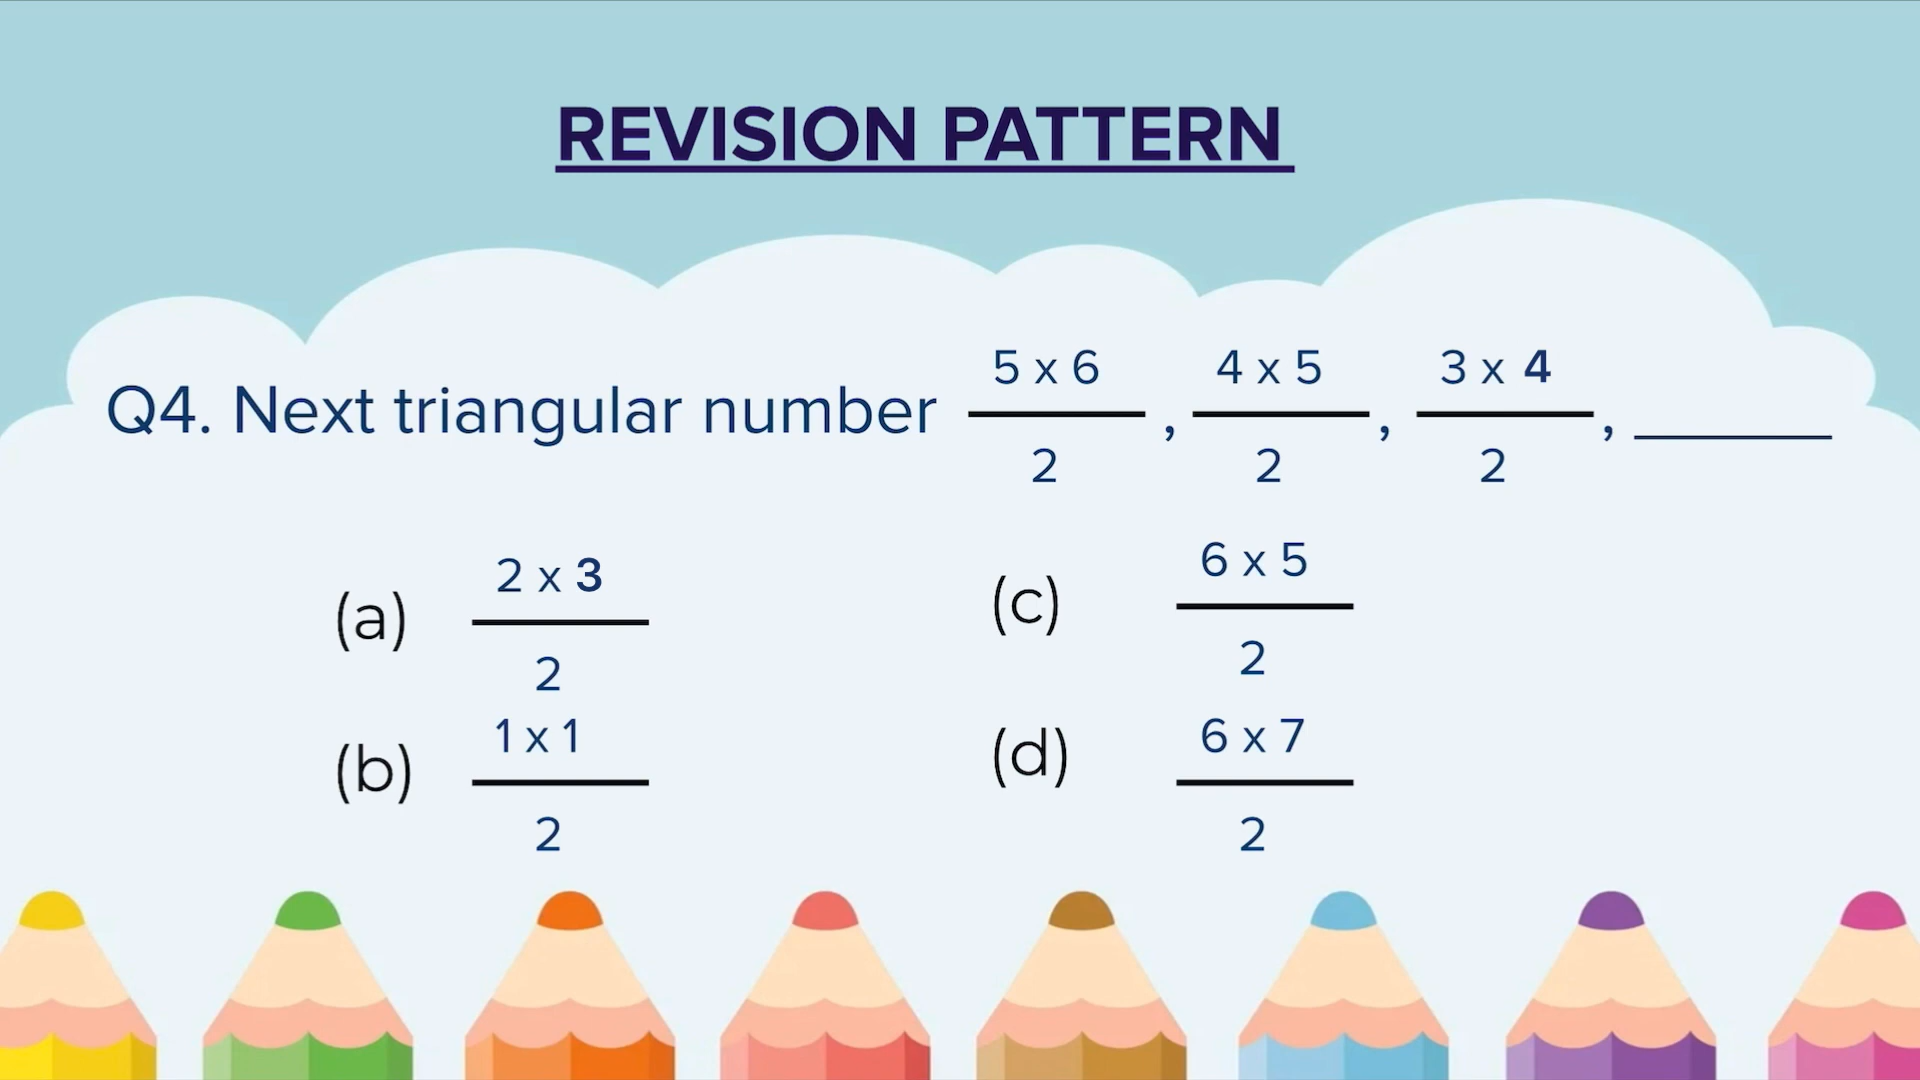 REVISION PATTERN
Q4. Next triangular number 5 x 6 / 2 , 4 x 5 / 2 , 3 x 4 / 2 , ______
(a) 2 x 3 / 2
(b) 1 x 1 / 2
(c) 6 x 5 / 2
(d) 6 x 7 / 2